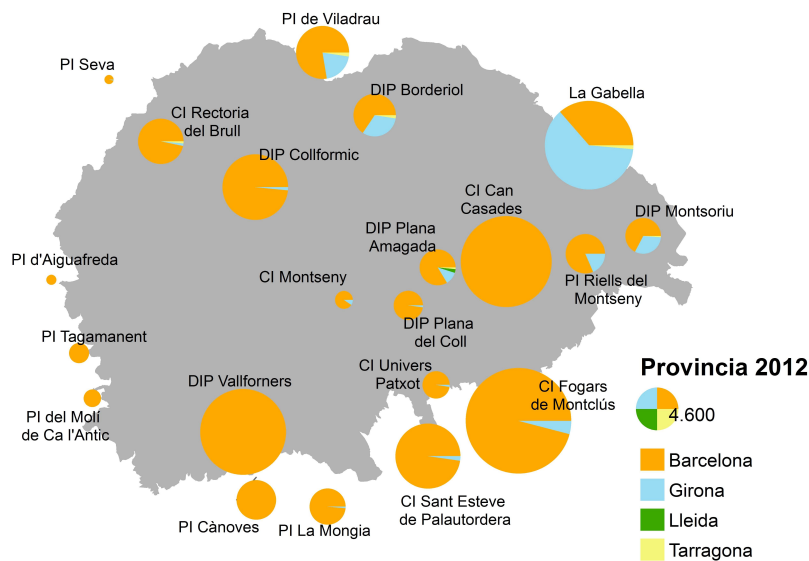 PI de Viladrau
PI Seva
DIP Borderiol
La Gabella
CI Rectoria
del Brull
DIP Collformic
CI Can
Casades
DIP Montsoriu
DIP Plana
Amagada
PI d'Aiguafreda
CI Montseny
PI Riells del
Montseny
PI Tagamanent
DIP Plana
del Coll
CI Univers
Patxot
DIP Vallforners
CI Fogars
de Montclús
PI del Molí
de Ca l'Antic
CI Sant Esteve
de Palautordera
PI Cànoves
PI La Mongia
Provincia 2012
4.600
Barcelona
Girona
Lleida
Tarragona